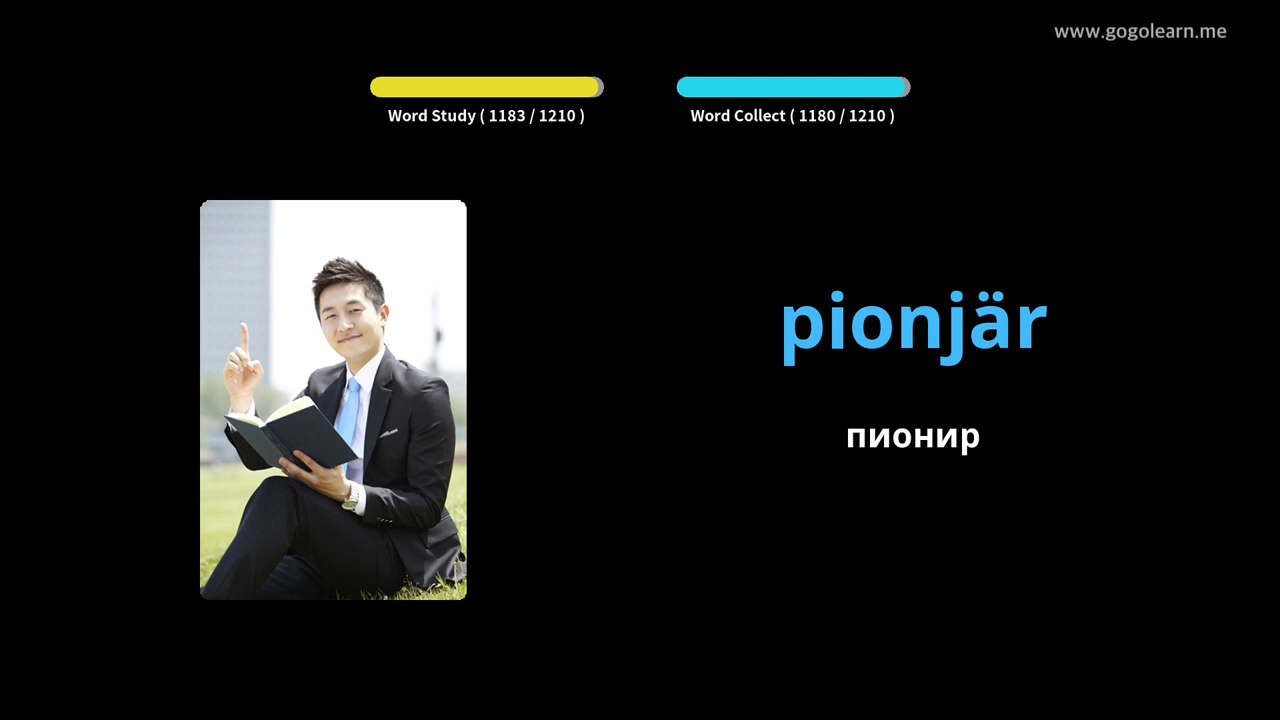 www.gogolearn.me
Word Study ( 1183 / 1210 )
Word Collect ( 1180 / 1210 )
pionjär
пионир